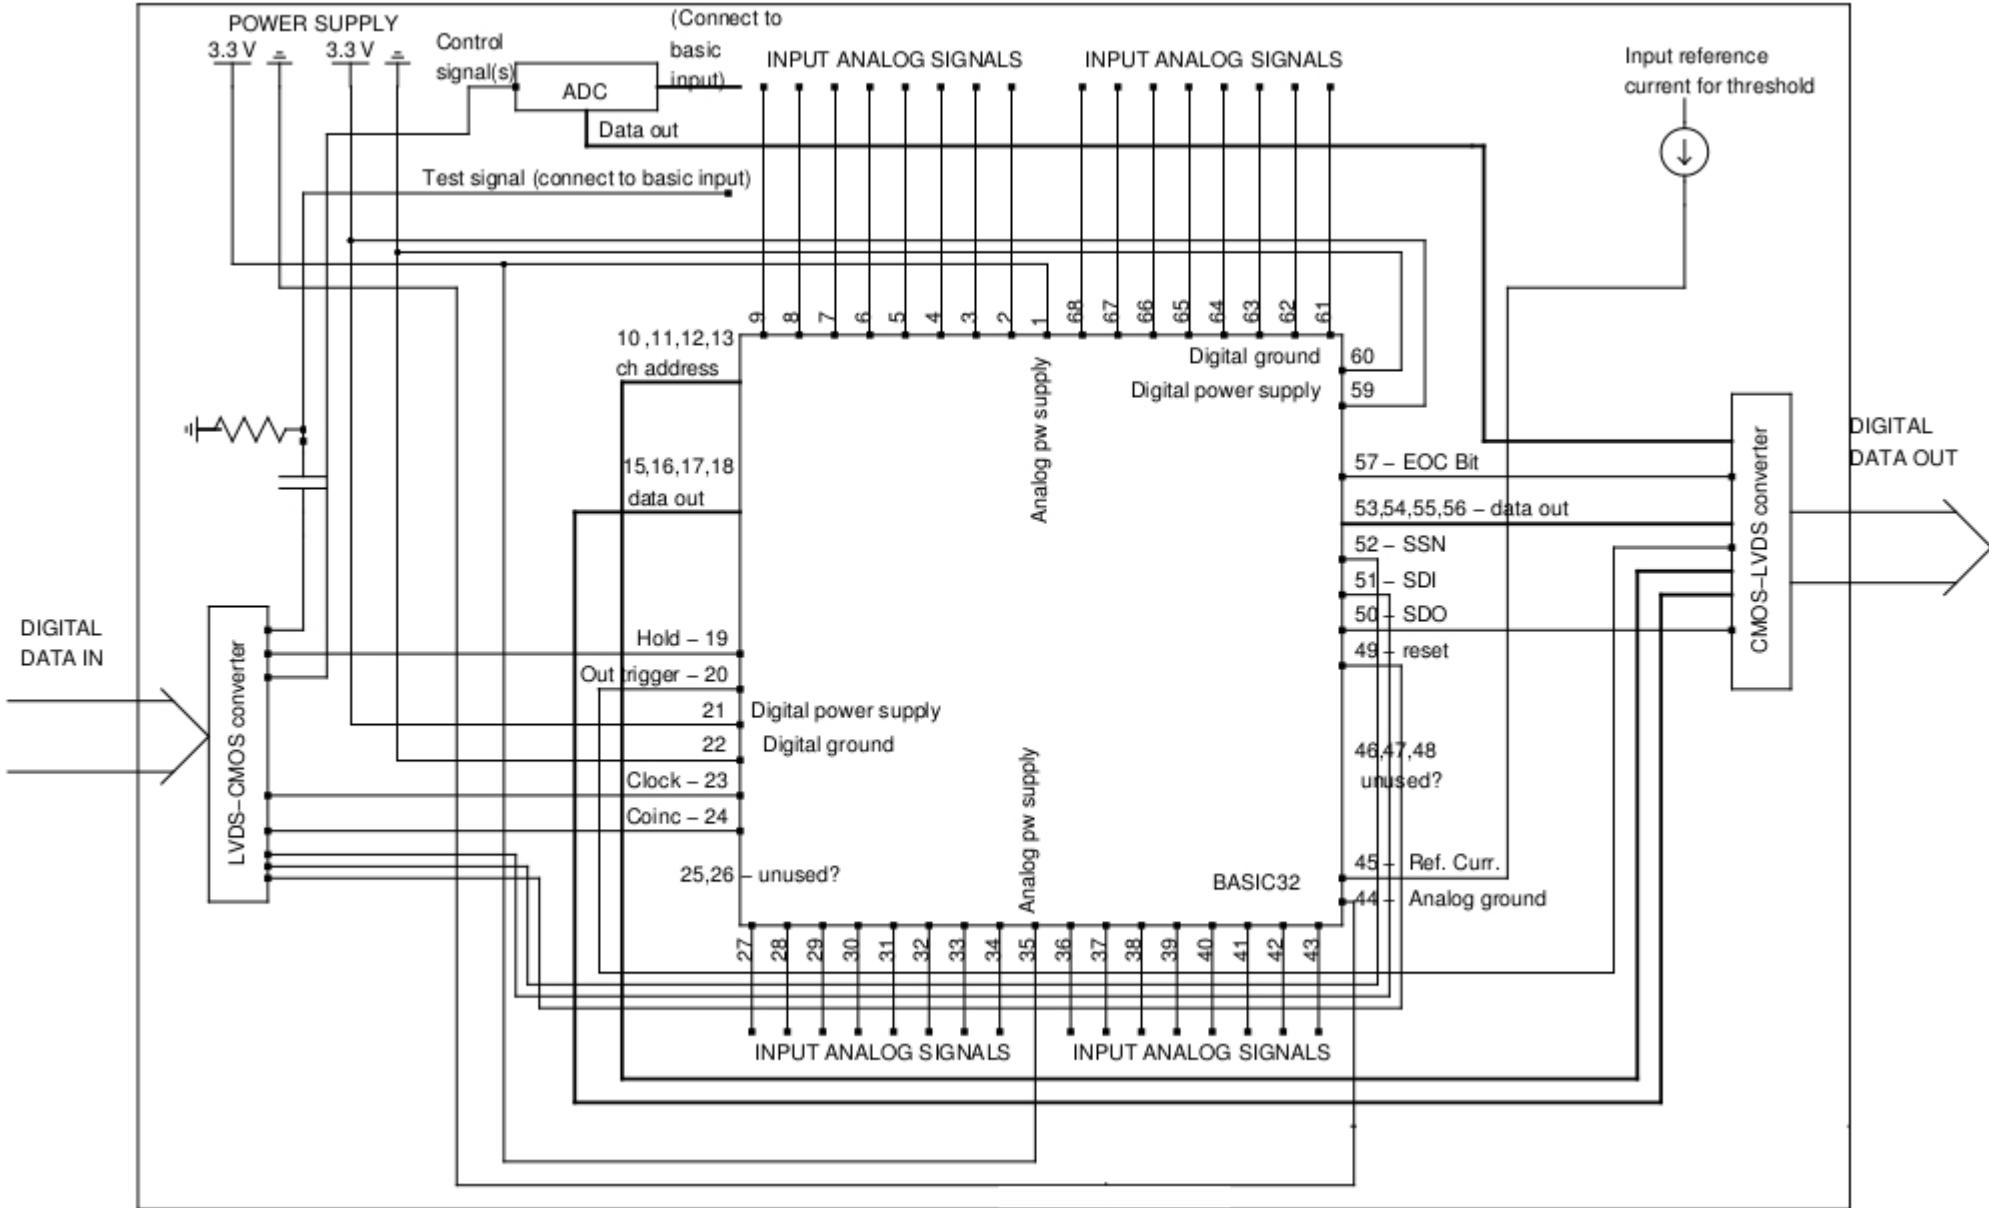 POWER SUPPLY
3.3 V
3.3 V
Control
signal(s)
ADC
(Connect to
basic
input)
Data out
INPUT ANALOG SIGNALS
INPUT ANALOG SIGNALS
Input reference
current for threshold
Test signal (connect to basic input)
9
8
7
6
5
4
3
2
1
68
67
66
65
64
63
62
61
10 ,11,12,13
ch address
Analog pw supply
Digital ground
60
Digital power supply
59
15,16,17,18
data out
57 – EOC Bit
53,54,55,56 – data out
52 – SSN
51 – SDI
50 – SDO
49 – reset
CMOS–LVDS converter
DIGITAL
DATA OUT
DIGITAL
DATA IN
LVDS–CMOS converter
Hold – 19
Out trigger – 20
21
Digital power supply
22
Digital ground
Clock – 23
Coinc – 24
25,26 – unused?
Analog pw supply
46,47,48
unused?
45 – Ref. Curr.
BASIC32
44 – Analog ground
27
28
29
30
31
32
33
34
35
36
37
38
39
40
41
42
43
INPUT ANALOG SIGNALS
INPUT ANALOG SIGNALS